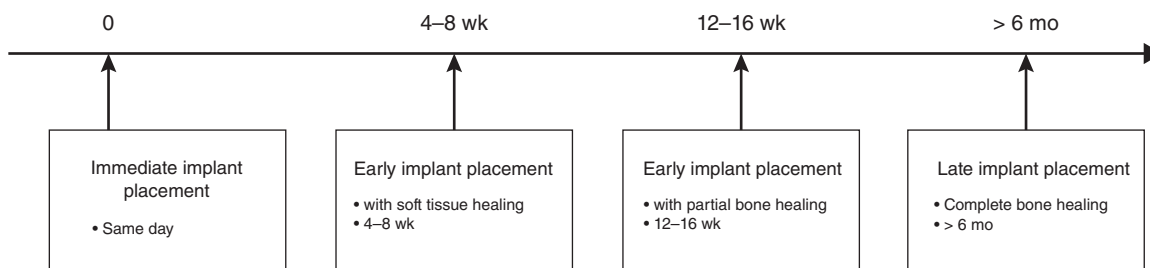 0
4–8 wk
12–16 wk
> 6 mo
Immediate implant
placement
• Same day
Early implant placement
• with soft tissue healing
• 4–8 wk
Early implant placement
• with partial bone healing
• 12–16 wk
Late implant placement
• Complete bone healing
• > 6 mo